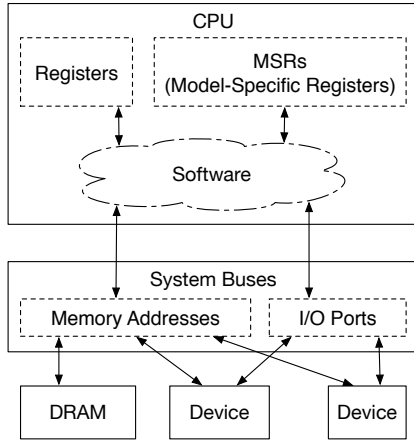 CPU
Registers
MSRs
(Model-Specific Registers)
Software
System Buses
Memory Addresses
I/O Ports
DRAM
Device
Device